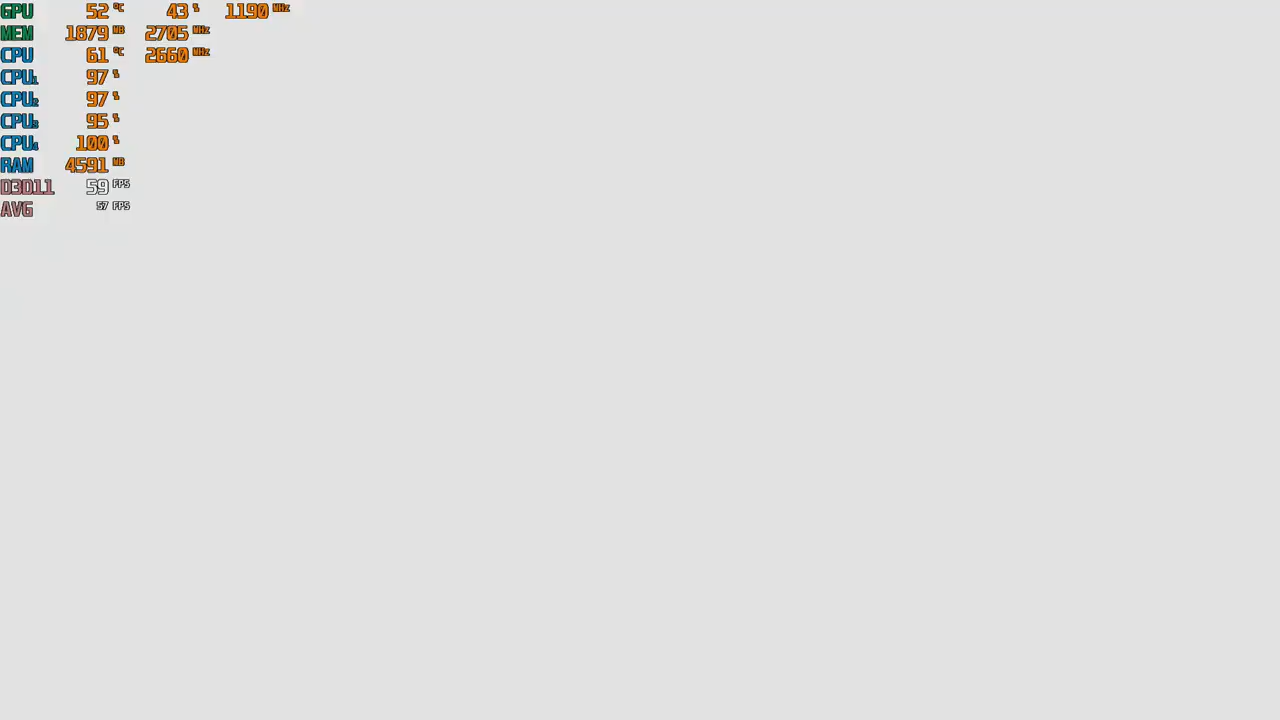 GPU 52 °C 43 % 1190 MHz
MEM 1879 MB 2705 MHz
CPU 61 °C 2660 MHz
CPU1 97 %
CPU2 97 %
CPU3 95 %
CPU4 100 %
RAM 4591 MB
D3D11 59 FPS
AVG 57 FPS